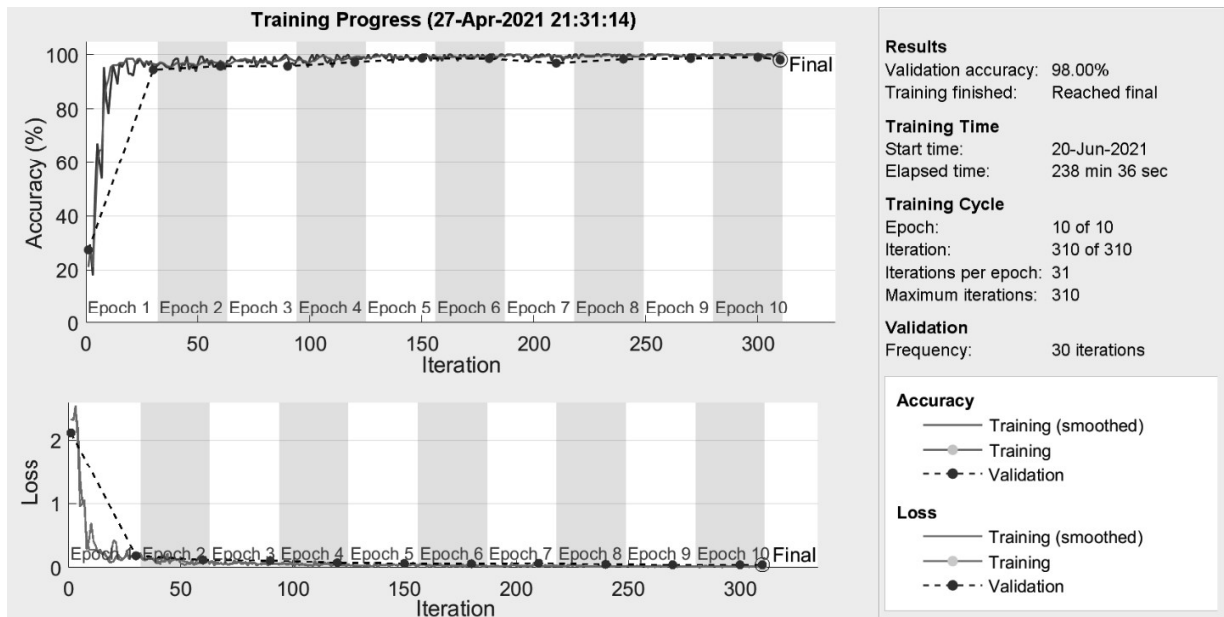 Training Progress (27-Apr-2021 21:31:14)
Accuracy (%)
100
80
60
40
20
0
Final
Epoch 1 Epoch 2 Epoch 3 Epoch 4 Epoch 5 Epoch 6 Epoch 7 Epoch 8 Epoch 9 Epoch 10
0 50 100 150 200 250 300
Iteration
Loss
2
1
0
Epoch 2 Epoch 3 Epoch 4 Epoch 5 Epoch 6 Epoch 7 Epoch 8 Epoch 9 Epoch 10 Final
0 50 100 150 200 250 300
Iteration
Results
Validation accuracy: 98.00%
Training finished: Reached final
Training Time
Start time: 20-Jun-2021
Elapsed time: 238 min 36 sec
Training Cycle
Epoch: 10 of 10
Iteration: 310 of 310
Iterations per epoch: 31
Maximum iterations: 310
Validation
Frequency: 30 iterations
Accuracy
Training (smoothed)
Training
Validation
Loss
Training (smoothed)
Training
Validation